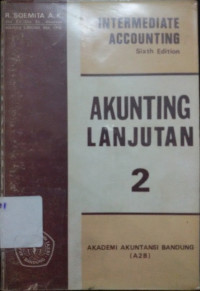 R. SOEMITA, A.K.
INTERMEDIATE
ACCOUNTING
Sixth Edition
AKUNTING
LANJUTAN
2
AKADEMI AKUNTANSI BANDUNG
(A2B)